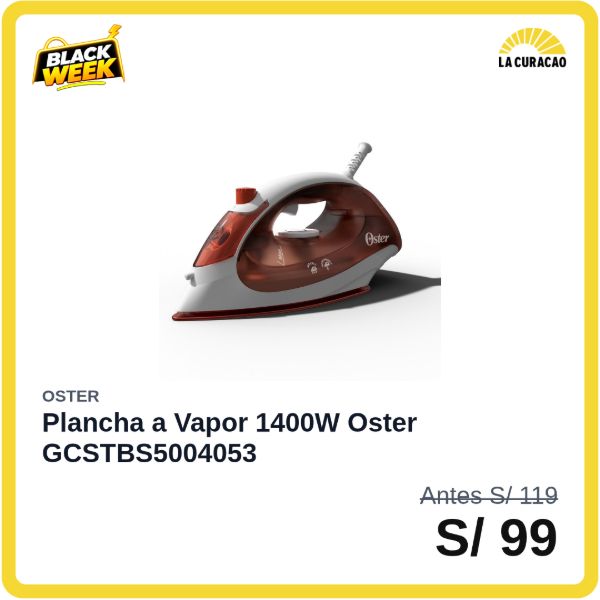 BLACK
WEEK
LA CURACAO
Oster
OSTER
Plancha a Vapor 1400W Oster
GCSTBS5004053
Antes S/ 119
S/ 99